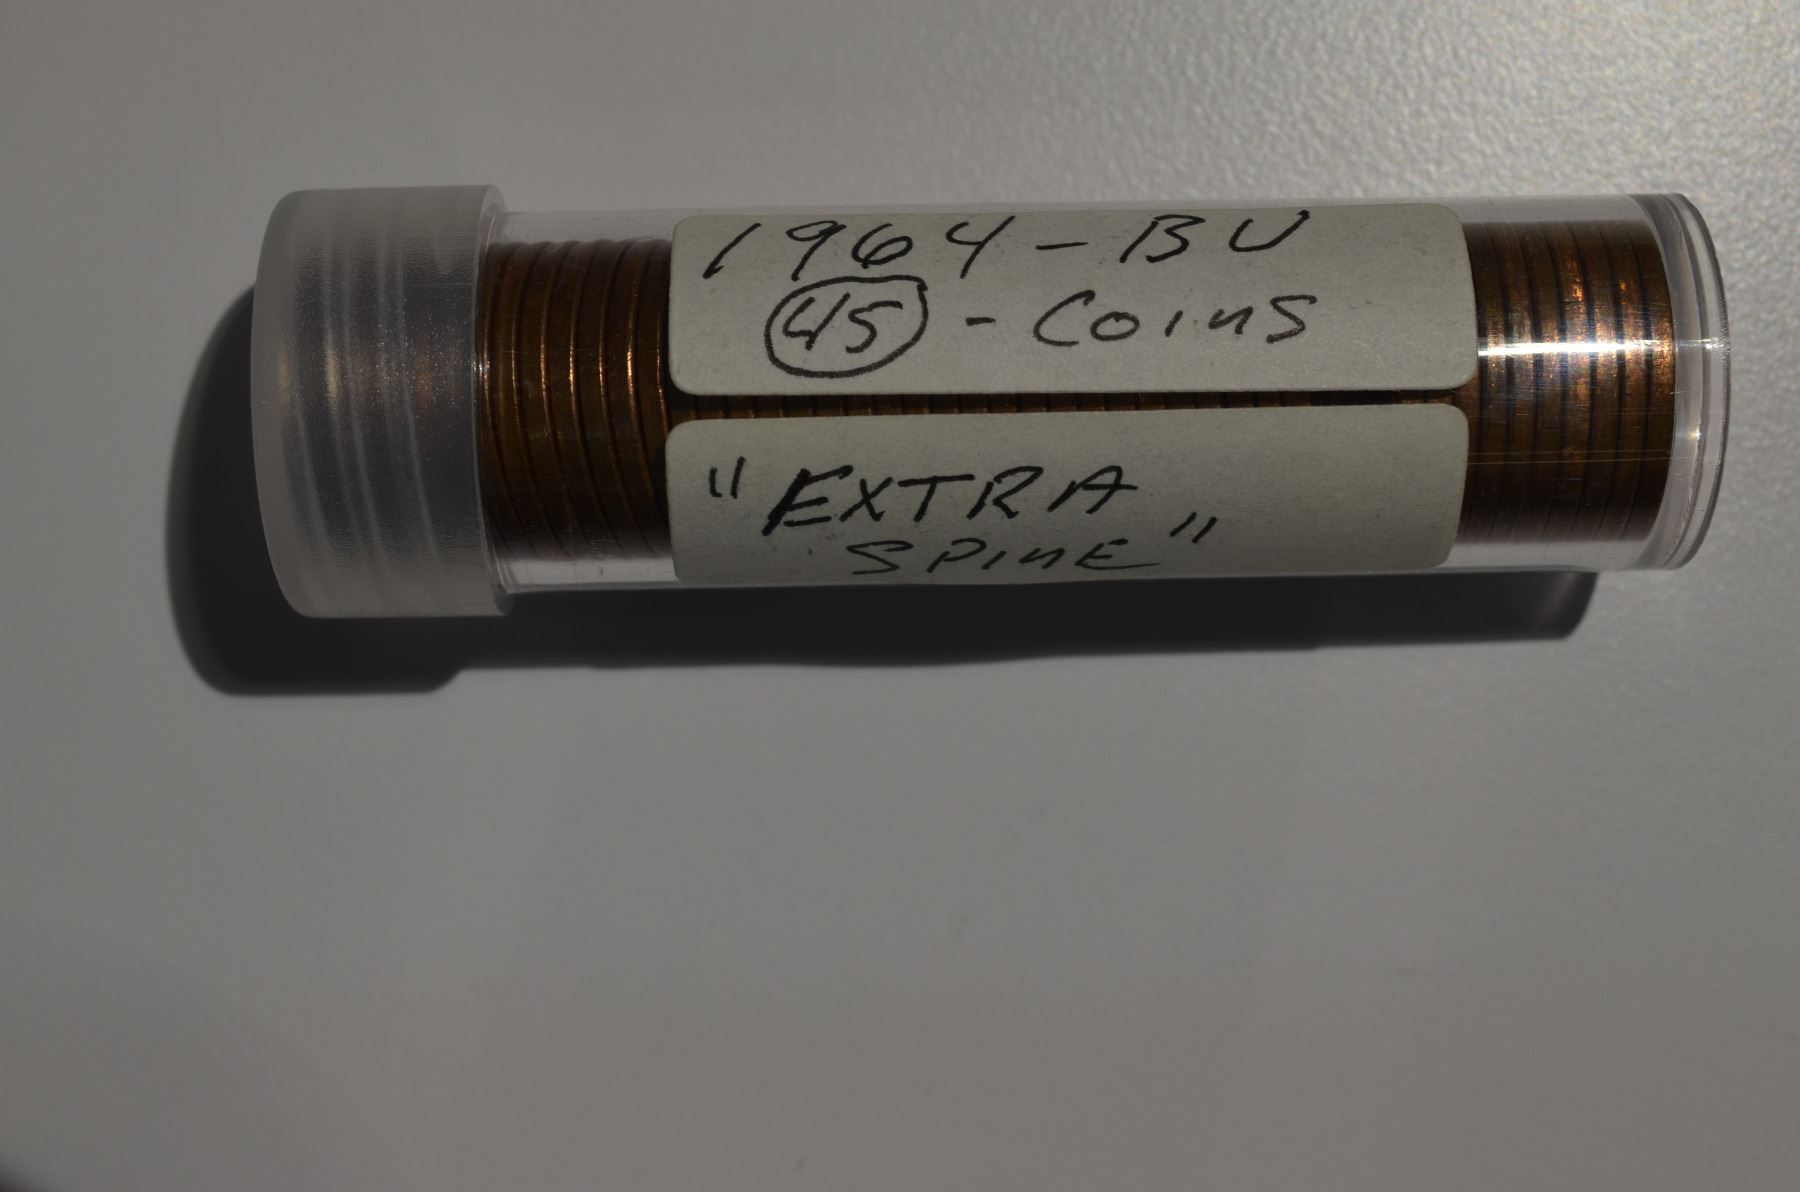 1964-BU
45 - Coins
"EXTRA
SPINE"